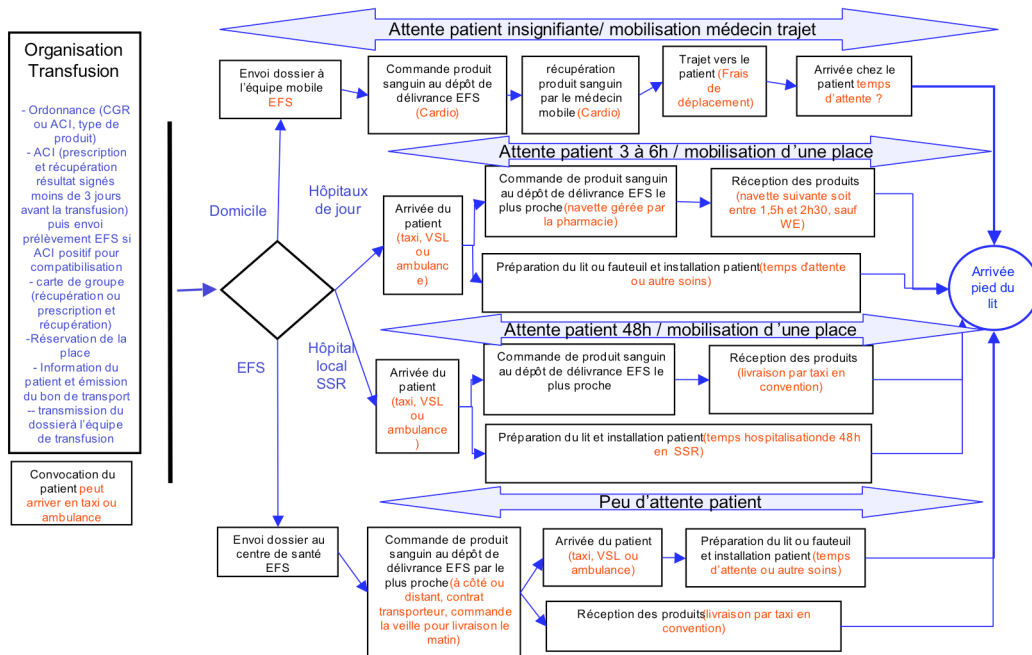 Organisation
Transfusion
- Ordonnance (CGR
ou ACI, type de
produit)
- ACI (prescription
et récupération
résultat signés
moins de 3 jours
avant la transfusion)
puis envoi
prélèvement EFS si
ACI positif pour
compatibilisation
- carte de groupe
(récupération ou
prescription et
récupération)
-Réservation de la
place
- Information du
patient et émission
du bon de transport
-- transmission du
dossierà l'équipe
de transfusion
Convocation du
patient peut
arriver en taxi ou
ambulance
Attente patient insignifiante/ mobilisation médecin trajet
Envoi dossier à
l'équipe mobile
EFS
Commande produit
sanguin au dépôt de
délivrance EFS
(Cardio)
récupération
produit sanguin
par le médecin
mobile (Cardio)
Trajet vers le
patient (Frais
de
déplacement)
Arrivée chez le
patient temps
d'attente ?
Domicile
Attente patient 3 à 6h / mobilisation d'une place
Hôpitaux
de jour
Arrivée du
patient
(taxi, VSL
ou
ambulanc
e)
Commande de produit sanguin
au dépôt de délivrance EFS le
plus proche (navette gérée par
la pharmacie)
Réception des produits
(navette suivante soit
entre 1,5h et 2h30, sauf
WE)
Préparation du lit ou fauteuil et installation patient (temps d'attente
ou autre soins)
Arrivée
pied du
lit
Attente patient 48h / mobilisation d'une place
EFS
Hôpital
local
SSR
Arrivée du
patient
(taxi, VSL
ou
ambulance
)
Commande de produit sanguin
au dépôt de délivrance EFS le
plus proche
Réception des produits
(livraison par taxi en
convention)
Préparation du lit et installation patient (temps hospitalisationde 48h
en SSR)
Peu d'attente patient
Envoi dossier au
centre de santé
EFS
Commande de produit
sanguin au dépôt de
délivrance EFS par le
plus proche (à côté ou
distant, contrat
transporteur, commande
la veille pour livraison le
matin)
Arrivée du patient
(taxi, VSL ou
ambulance)
Préparation du lit ou fauteuil
et installation patient (temps
d'attente ou autre soins)
Réception des produits (livraison par taxi en
convention)